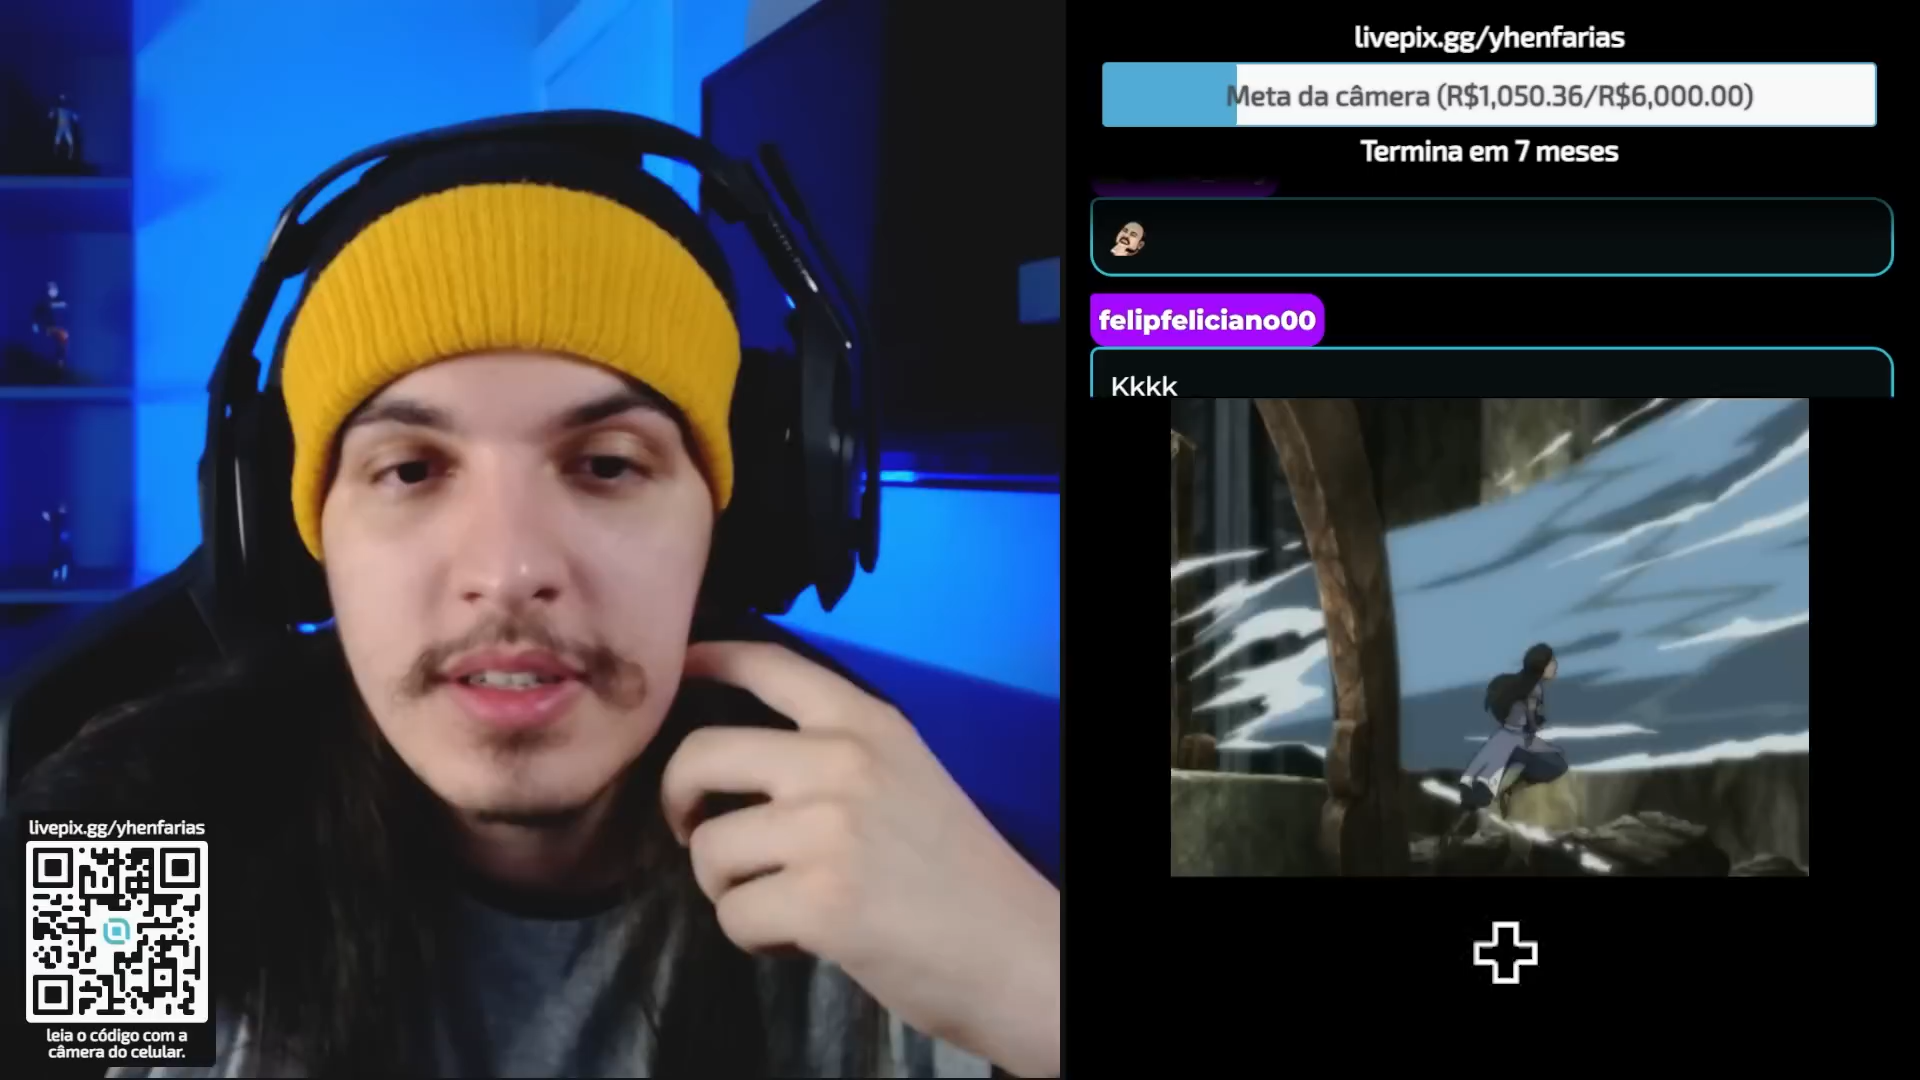 livepix.gg/yhenfarias
Meta da câmera (R$1,050.36/R$6,000.00)
Termina em 7 meses
felipfeliciano00
Kkkk
livepix.gg/yhenfarias
leia o código com a
câmera do celular.